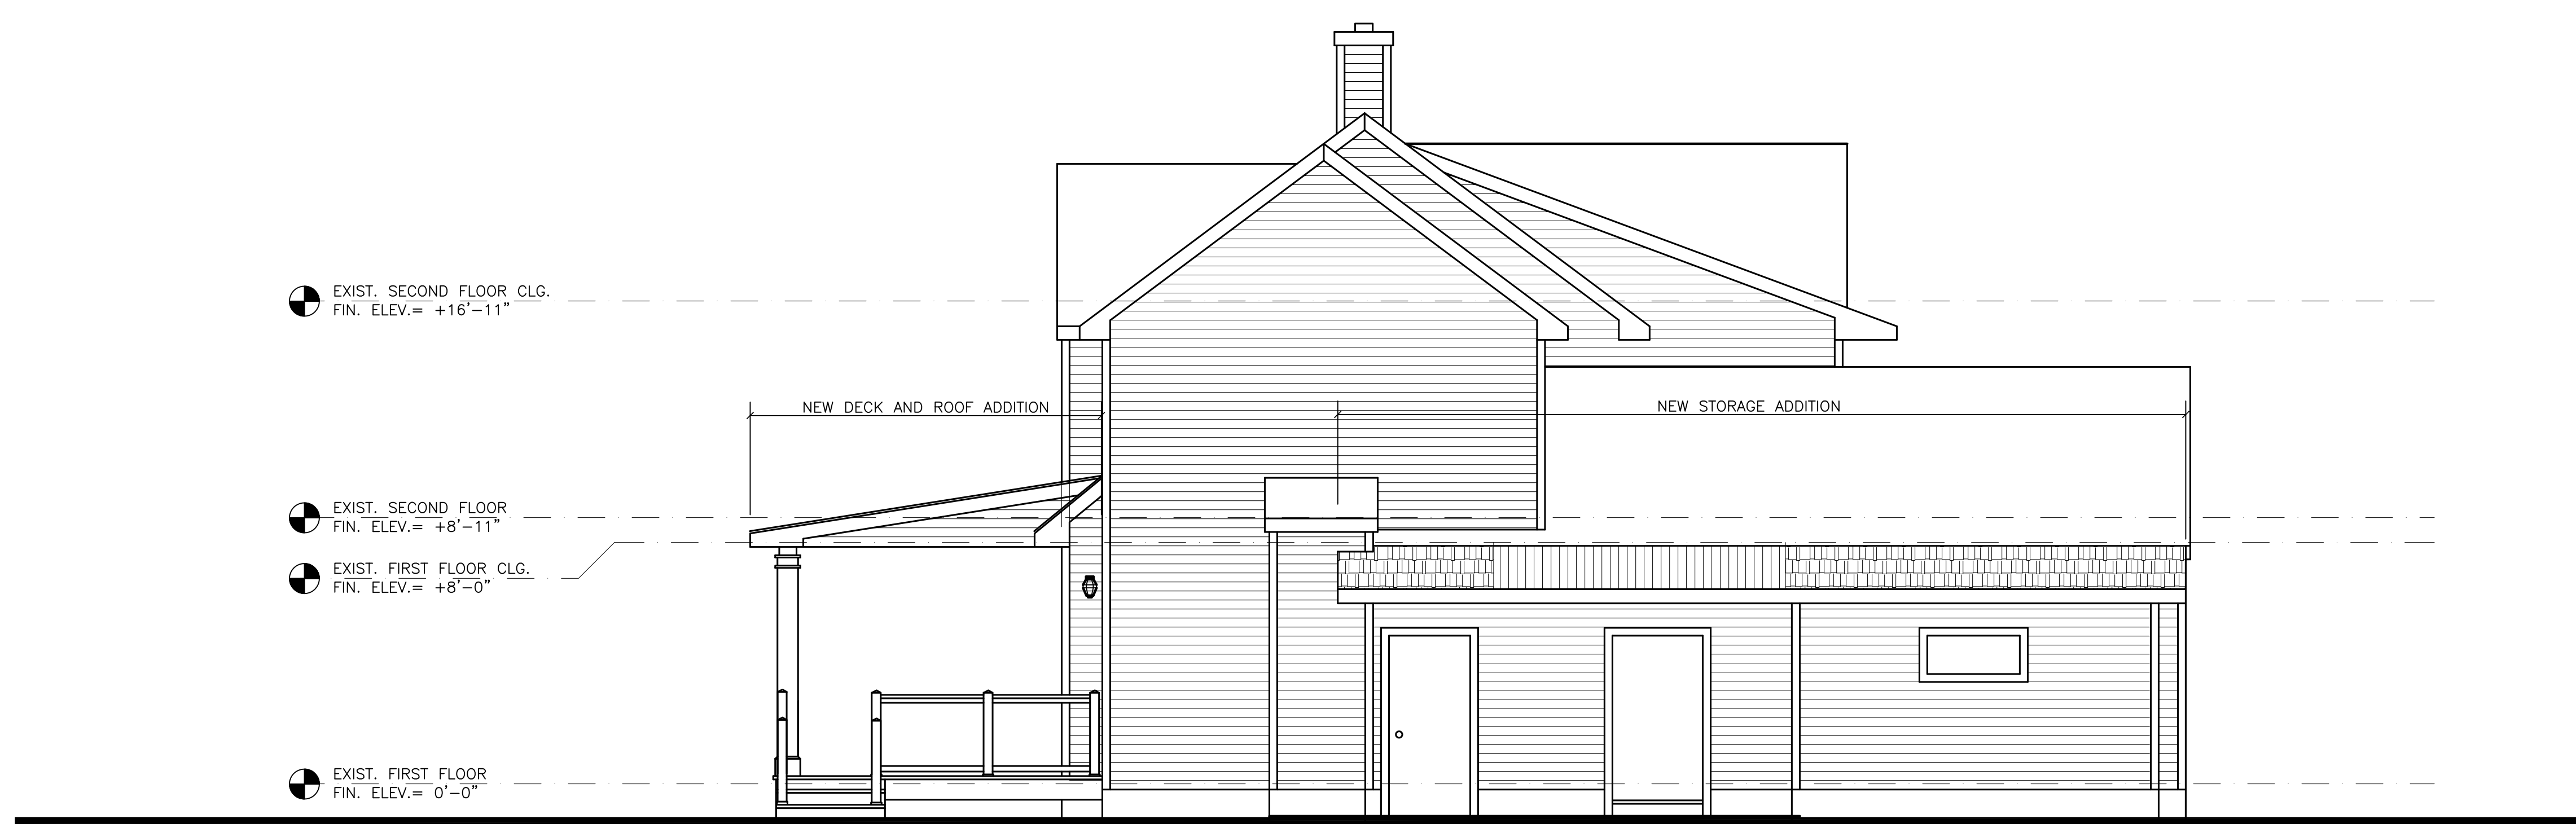 EXIST. SECOND FLOOR CLG.
FIN. ELEV.= +16'-11"
NEW DECK AND ROOF ADDITION
NEW STORAGE ADDITION
EXIST. SECOND FLOOR
FIN. ELEV.= +8'-11"
EXIST. FIRST FLOOR CLG.
FIN. ELEV.= +8'-0"
EXIST. FIRST FLOOR
FIN. ELEV.= 0'-0"